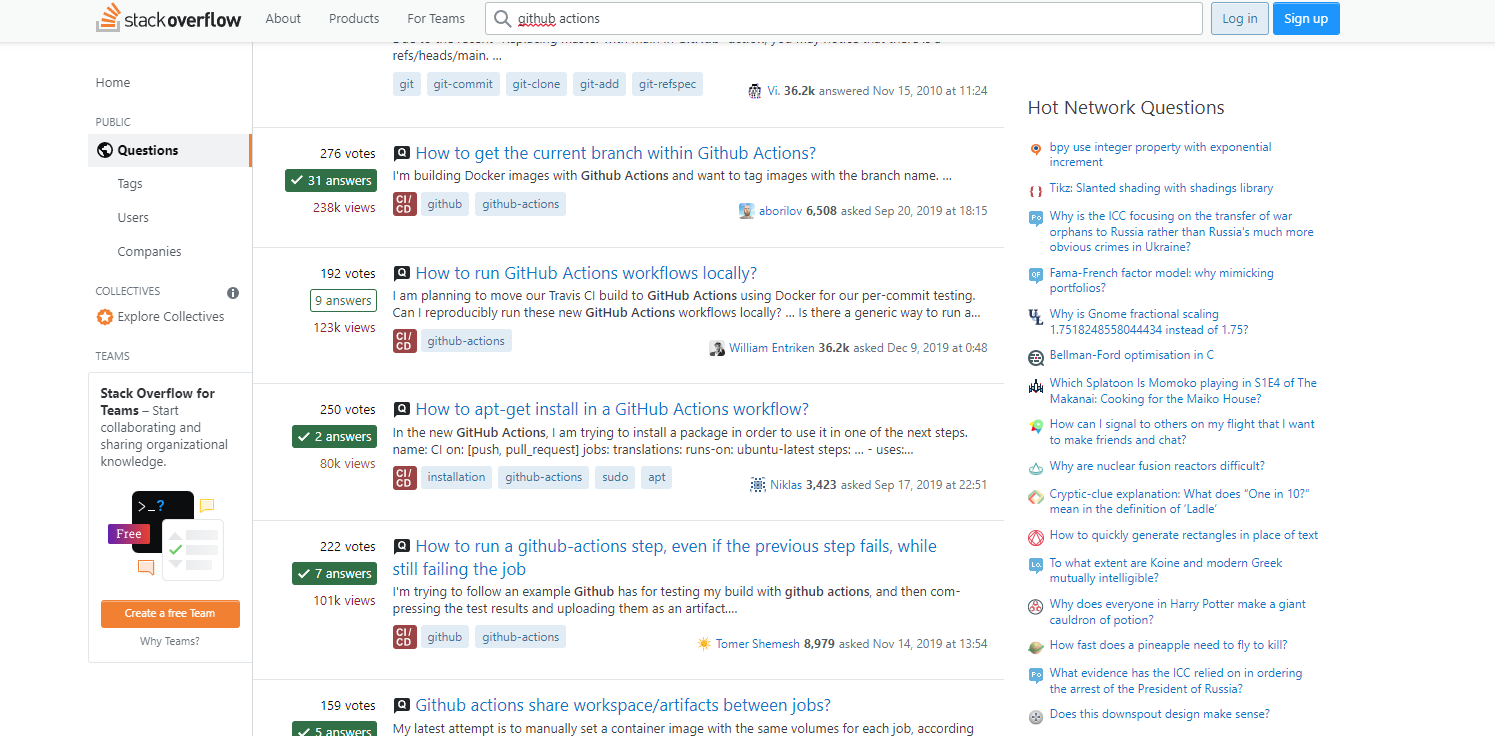 stackoverflow
About
Products
For Teams
github actions
Log in
Sign up
Home
PUBLIC
Questions
Tags
Users
Companies
COLLECTIVES
Explore Collectives
TEAMS
Stack Overflow for
Teams – Start
collaborating and
sharing organizational
knowledge.
>_?
Free
Create a free Team
Why Teams?
refs/heads/main. ...
git
git-commit
git-clone
git-add
git-refspec
Vi. 36.2k answered Nov 15, 2010 at 11:24
276 votes
31 answers
238k views
Q How to get the current branch within Github Actions?
I'm building Docker images with Github Actions and want to tag images with the branch name. ...
CI/
CD
github
github-actions
aborilov 6,508 asked Sep 20, 2019 at 18:15
192 votes
9 answers
123k views
Q How to run GitHub Actions workflows locally?
I am planning to move our Travis CI build to GitHub Actions using Docker for our per-commit testing.
Can I reproducibly run these new GitHub Actions workflows locally? ... Is there a generic way to run a...
CI/
CD
github-actions
William Entriken 36.2k asked Dec 9, 2019 at 0:48
250 votes
2 answers
80k views
Q How to apt-get install in a GitHub Actions workflow?
In the new GitHub Actions, I am trying to install a package in order to use it in one of the next steps.
name: CI on: [push, pull_request] jobs: translations: runs-on: ubuntu-latest steps: ... - uses:...
CI/
CD
installation
github-actions
sudo
apt
Niklas 3,423 asked Sep 17, 2019 at 22:51
222 votes
7 answers
101k views
Q How to run a github-actions step, even if the previous step fails, while
still failing the job
I'm trying to follow an example Github has for testing my build with github actions, and then com-
pressing the test results and uploading them as an artifact....
CI/
CD
github
github-actions
Tomer Shemesh 8,979 asked Nov 14, 2019 at 13:54
159 votes
5 answers
Q Github actions share workspace/artifacts between jobs?
My latest attempt is to manually set a container image with the same volumes for each job, according
Hot Network Questions
bpy use integer property with exponential
increment
Tikz: Slanted shading with shadings library
Why is the ICC focusing on the transfer of war
orphans to Russia rather than Russia's much more
obvious crimes in Ukraine?
Fama-French factor model: why mimicking
portfolios?
Why is Gnome fractional scaling
1.7518248558044434 instead of 1.75?
Bellman-Ford optimisation in C
Which Splatoon Is Momoko playing in S1E4 of The
Makanai: Cooking for the Maiko House?
How can I signal to others on my flight that I want
to make friends and chat?
Why are nuclear fusion reactors difficult?
Cryptic-clue explanation: What does “One in 10?”
mean in the definition of ‘Ladle’
How to quickly generate rectangles in place of text
To what extent are Koine and modern Greek
mutually intelligible?
Why does everyone in Harry Potter make a giant
cauldron of potion?
How fast does a pineapple need to fly to kill?
What evidence has the ICC relied on in ordering
the arrest of the President of Russia?
Does this downspout design make sense?